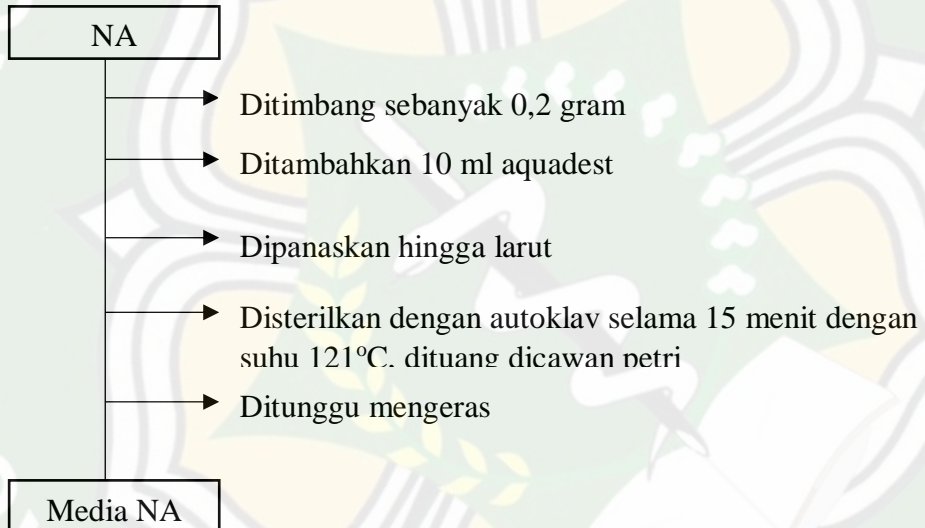 NA
Ditimbang sebanyak 0,2 gram
Ditambahkan 10 ml aquadest
Dipanaskan hingga larut
Disterilkan dengan autoklav selama 15 menit dengan
suhu 121°C, dituang dicawan petri
Ditunggu mengeras
Media NA